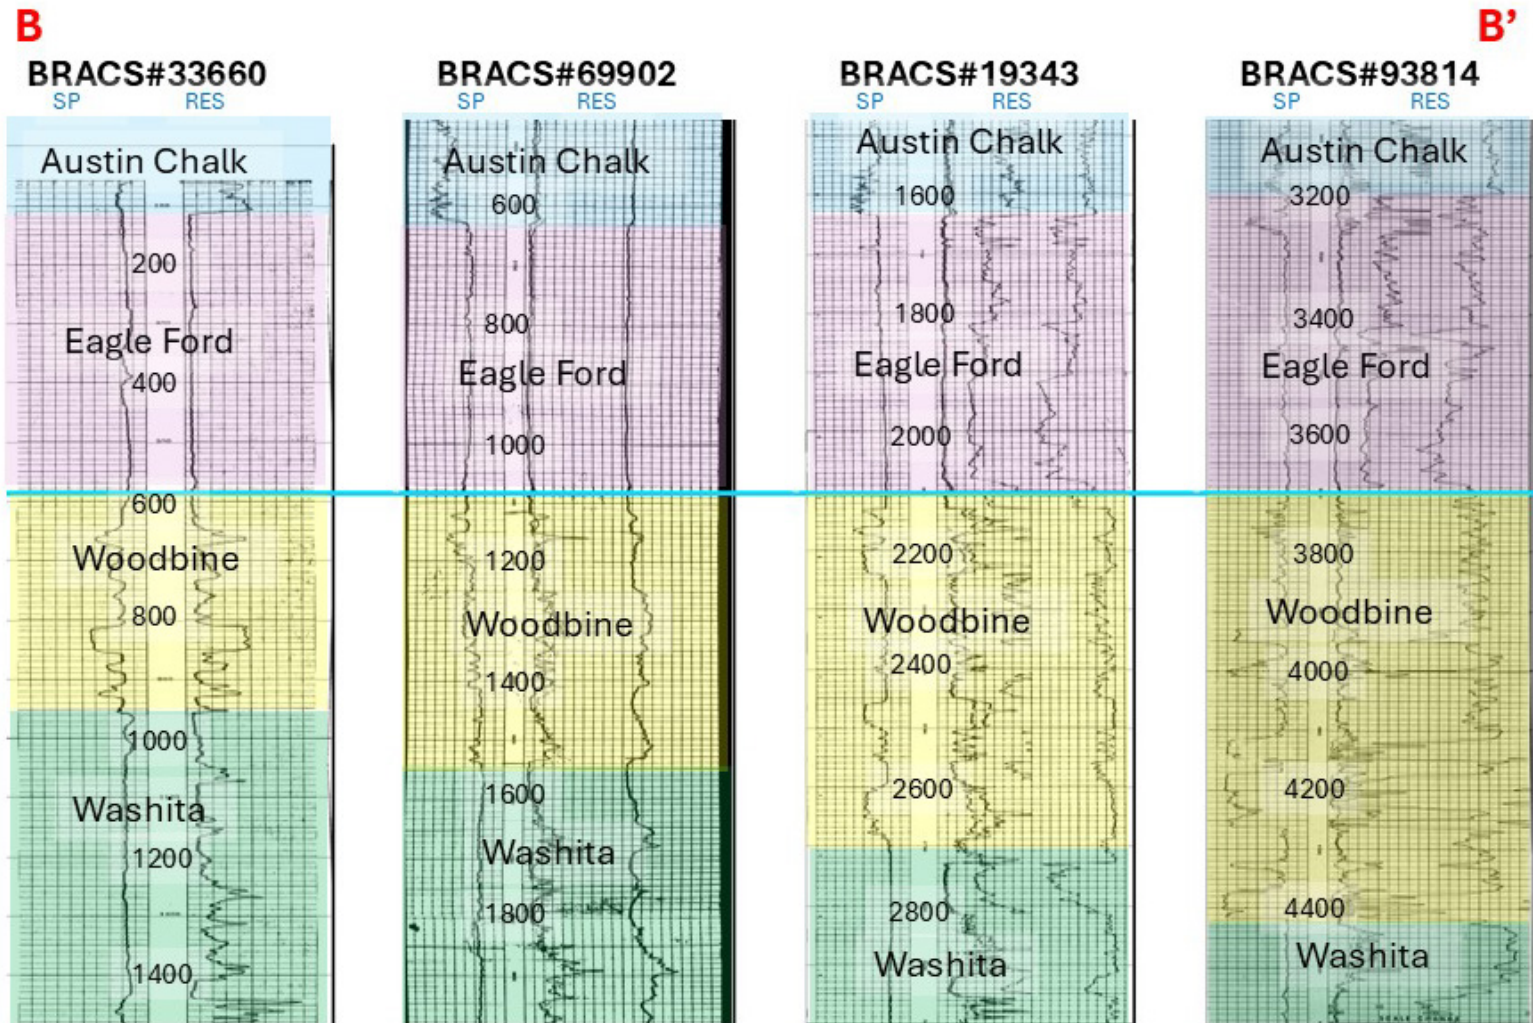 B B’
BRACS#33660 BRACS#69902 BRACS#19343 BRACS#93814
SP RES SP RES SP RES SP RES
Austin Chalk
200
Eagle Ford
400
600
Woodbine
800
1000
Washita
1200
1400
Austin Chalk
600
800
Eagle Ford
1000
1200
Woodbine
1400
1600
Washita
1800
Austin Chalk
1600
1800
Eagle Ford
2000
2200
Woodbine
2400
2600
2800
Washita
Austin Chalk
3200
3400
Eagle Ford
3600
3800
Woodbine
4000
4200
4400
Washita